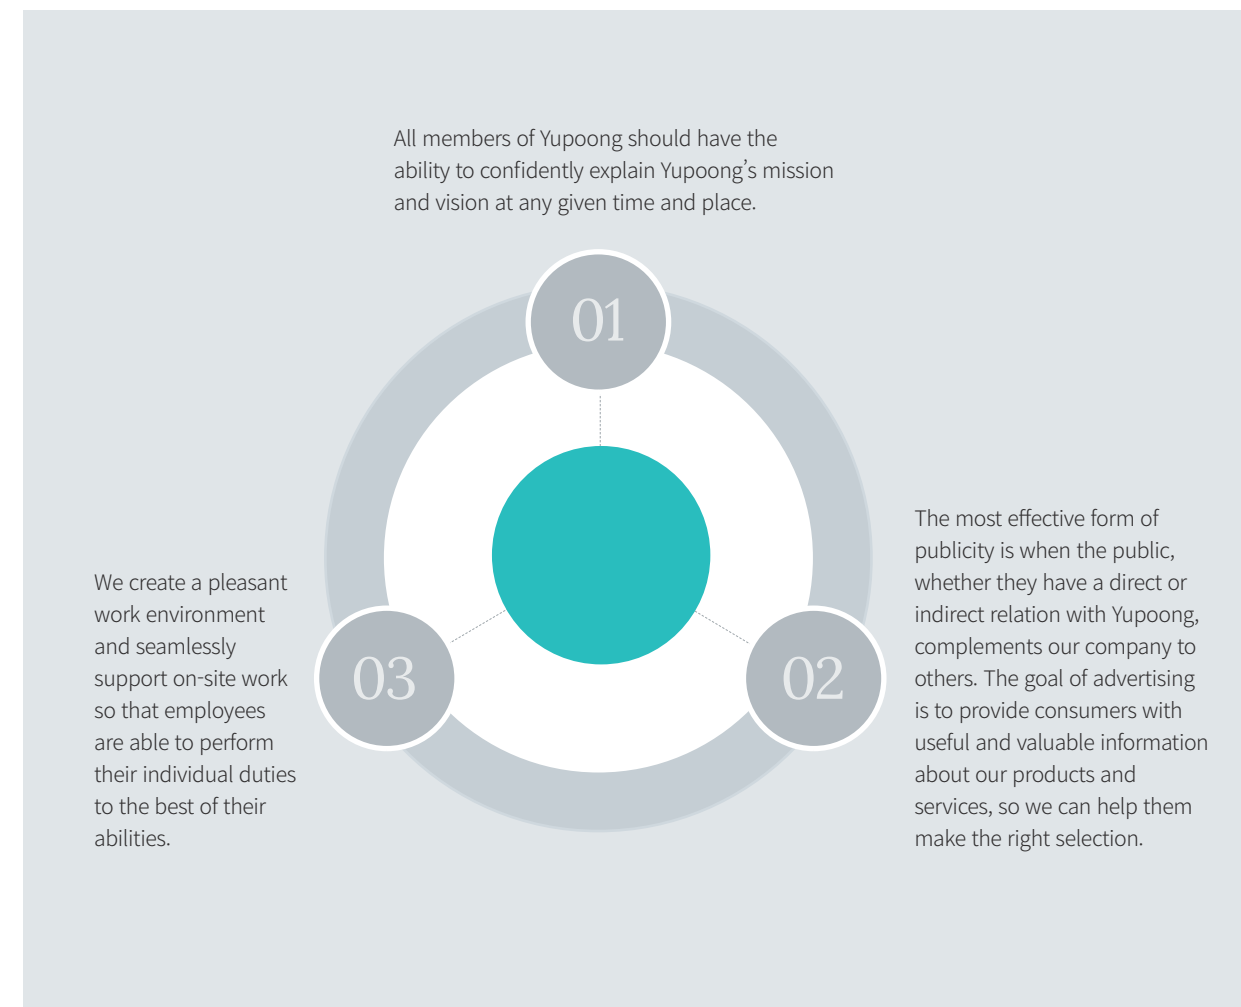 All members of Yupoong should have the
ability to confidently explain Yupoong’s mission
and vision at any given time and place.
01
The most effective form of
publicity is when the public,
whether they have a direct or
indirect relation with Yupoong,
complements our company to
others. The goal of advertising
is to provide consumers with
useful and valuable information
about our products and
services, so we can help them
make the right selection.
02
We create a pleasant
work environment
and seamlessly
support on-site work
so that employees
are able to perform
their individual duties
to the best of their
abilities.
03